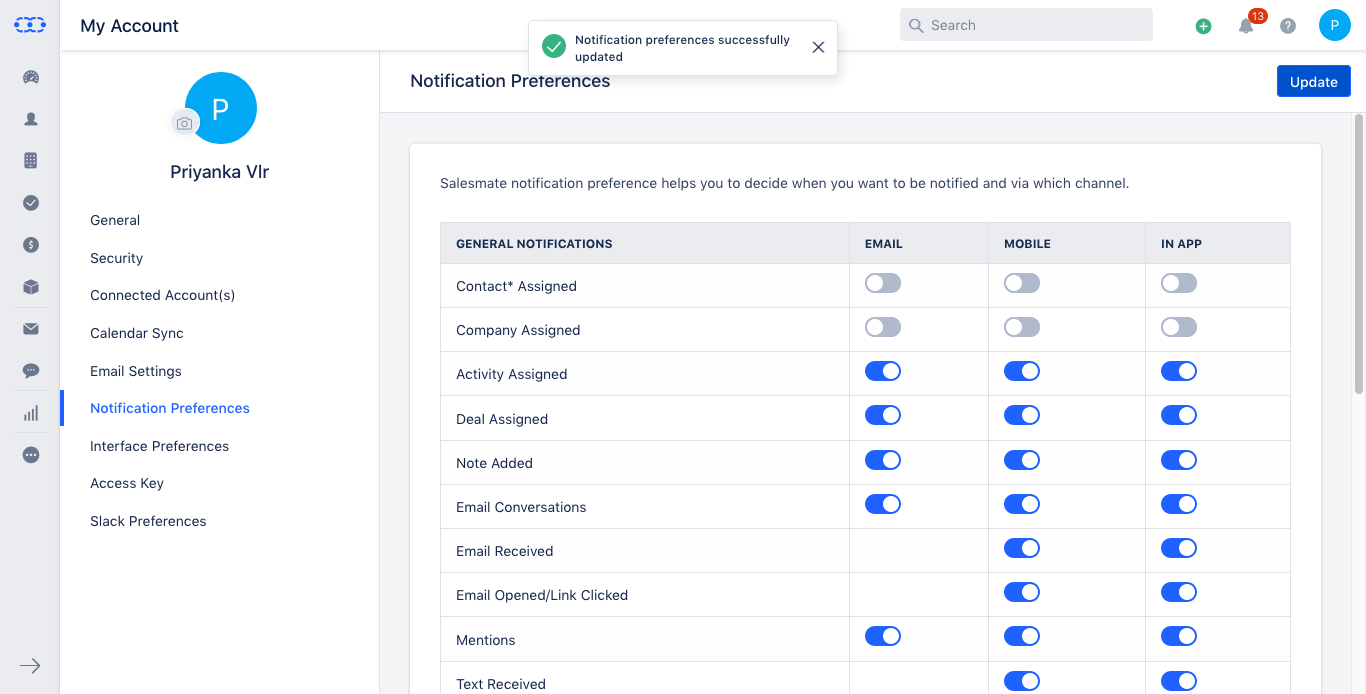 My Account
Notification preferences successfully
updated
Search
13
?
P
P
Priyanka Vlr
General
Security
Connected Account(s)
Calendar Sync
Email Settings
Notification Preferences
Interface Preferences
Access Key
Slack Preferences
Notification Preferences
Update
Salesmate notification preference helps you to decide when you want to be notified and via which channel.
GENERAL NOTIFICATIONS EMAIL MOBILE IN APP
Contact* Assigned
Company Assigned
Activity Assigned
Deal Assigned
Note Added
Email Conversations
Email Received
Email Opened/Link Clicked
Mentions
Text Received